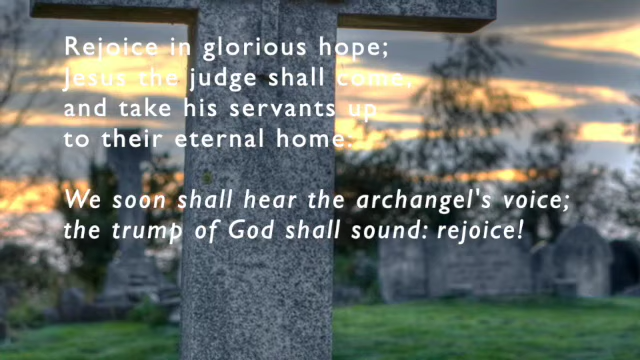 Rejoice in glorious hope;
Jesus the judge shall come,
and take his servants up
to their eternal home.
We soon shall hear the archangel's voice;
the trump of God shall sound: rejoice!